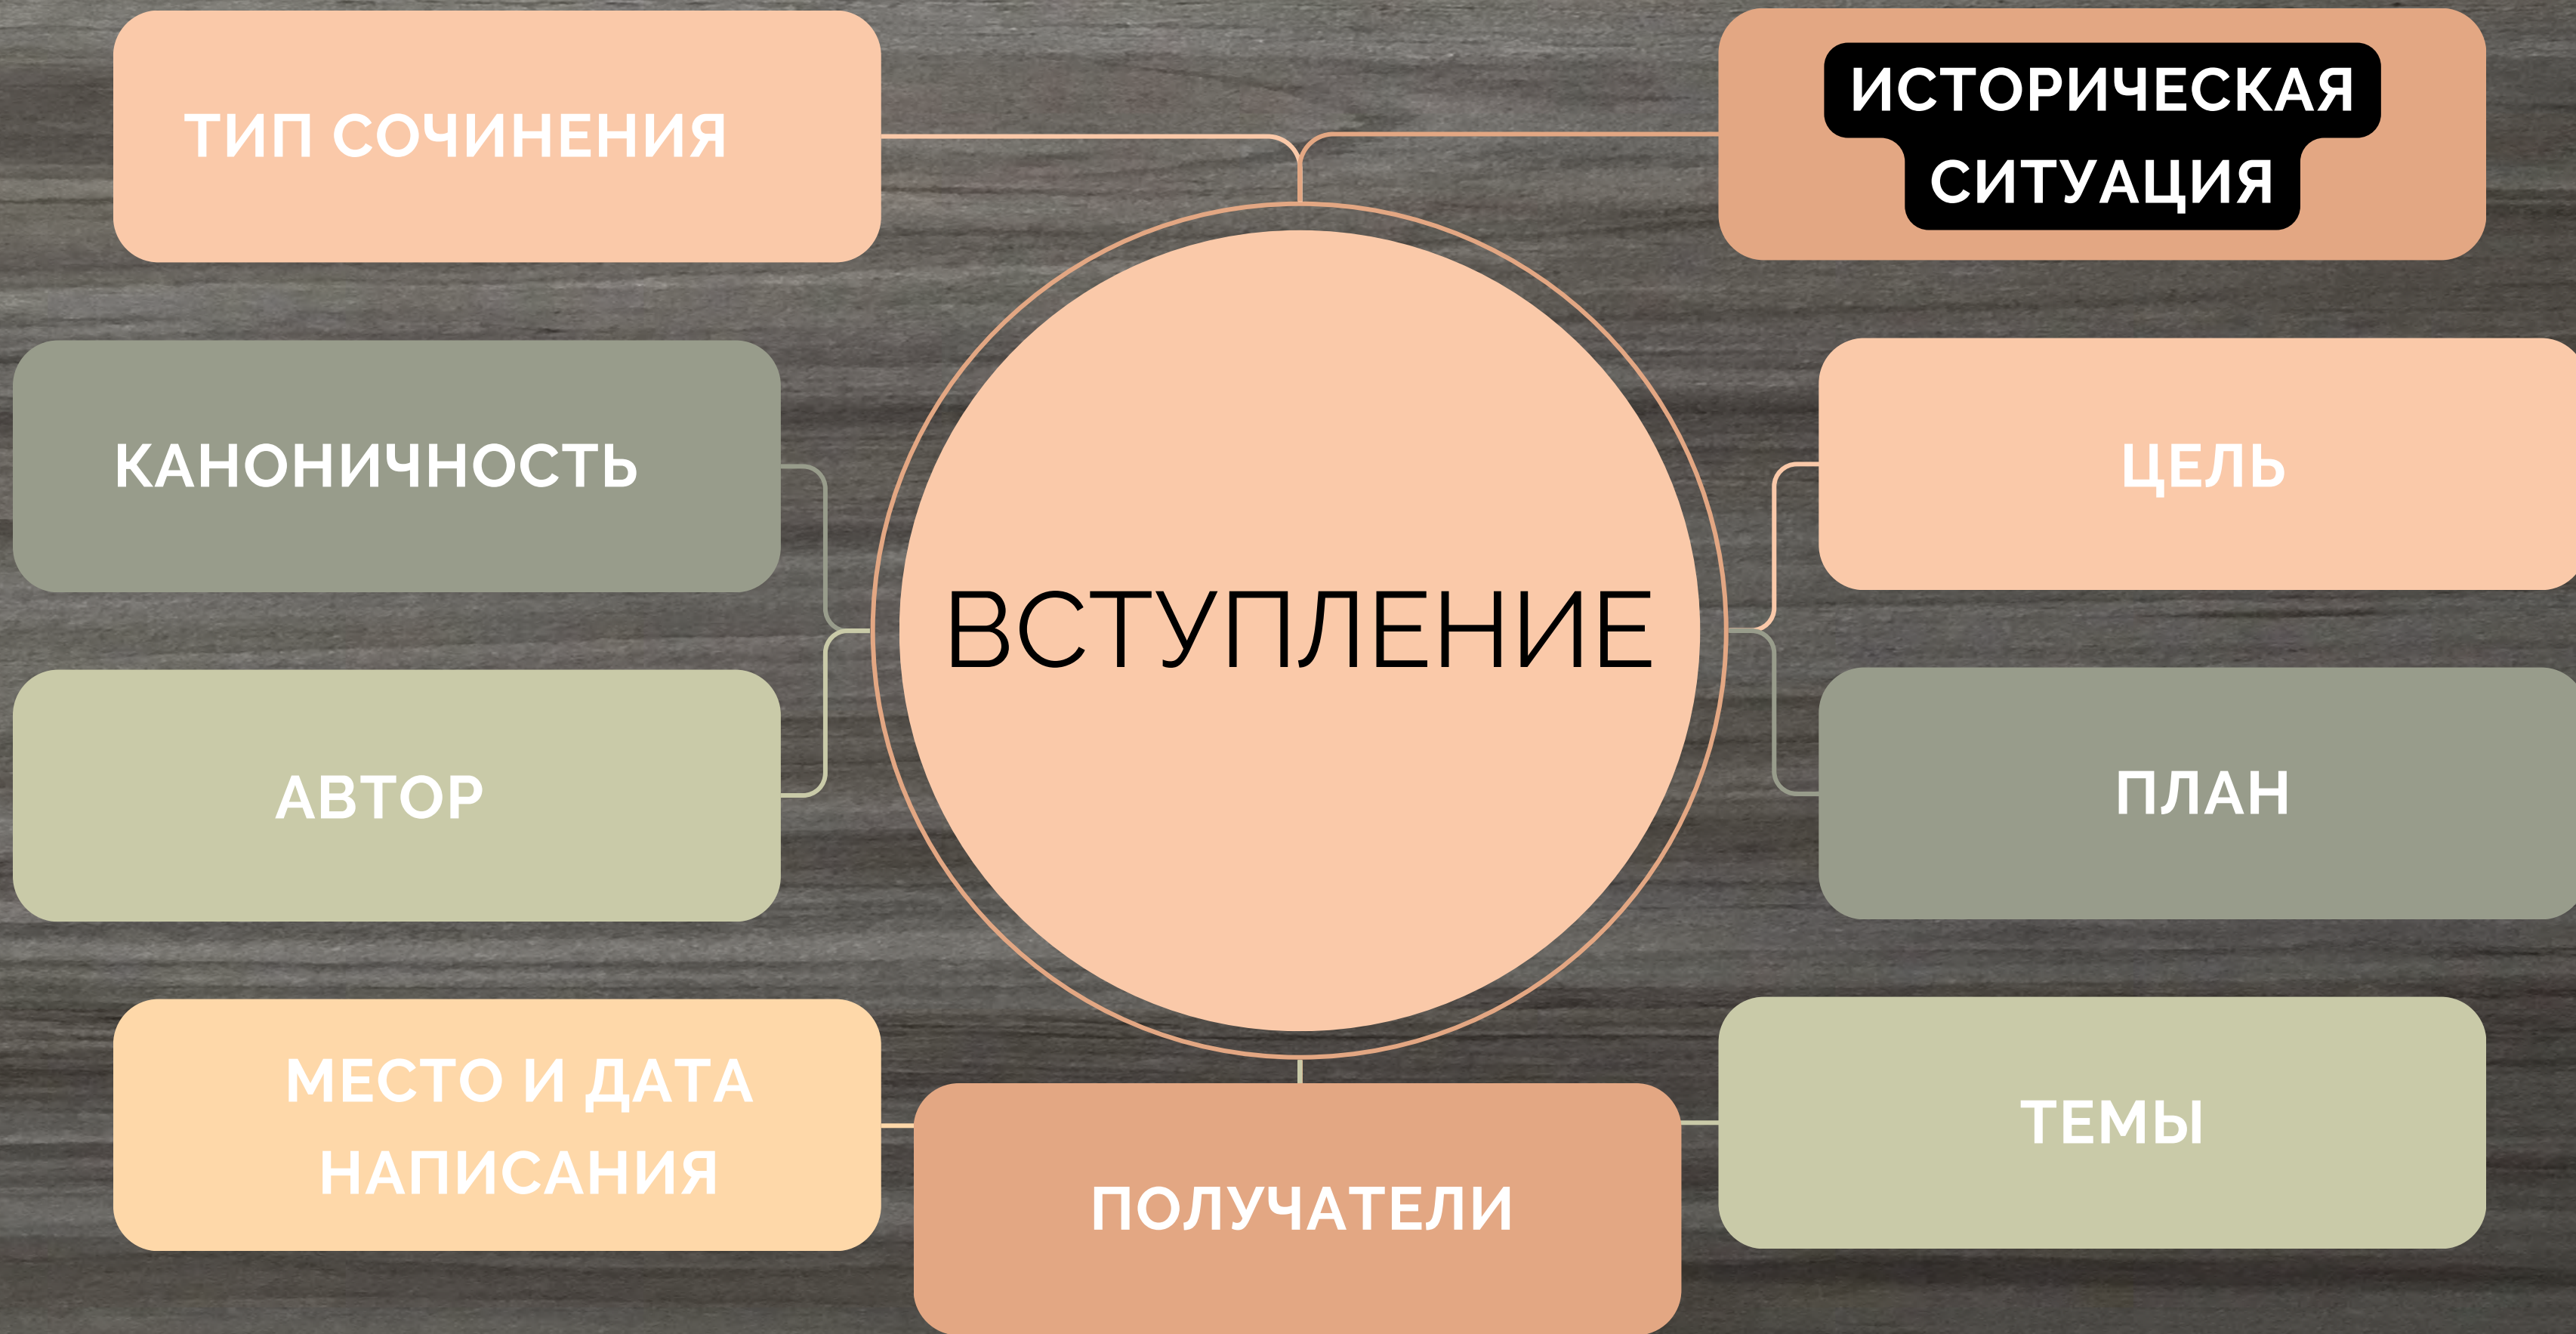 ТИП СОЧИНЕНИЯ
ИСТОРИЧЕСКАЯ
СИТУАЦИЯ
КАНОНИЧНОСТЬ
ЦЕЛЬ
ВСТУПЛЕНИЕ
АВТОР
ПЛАН
МЕСТО И ДАТА
НАПИСАНИЯ
ПОЛУЧАТЕЛИ
ТЕМЫ